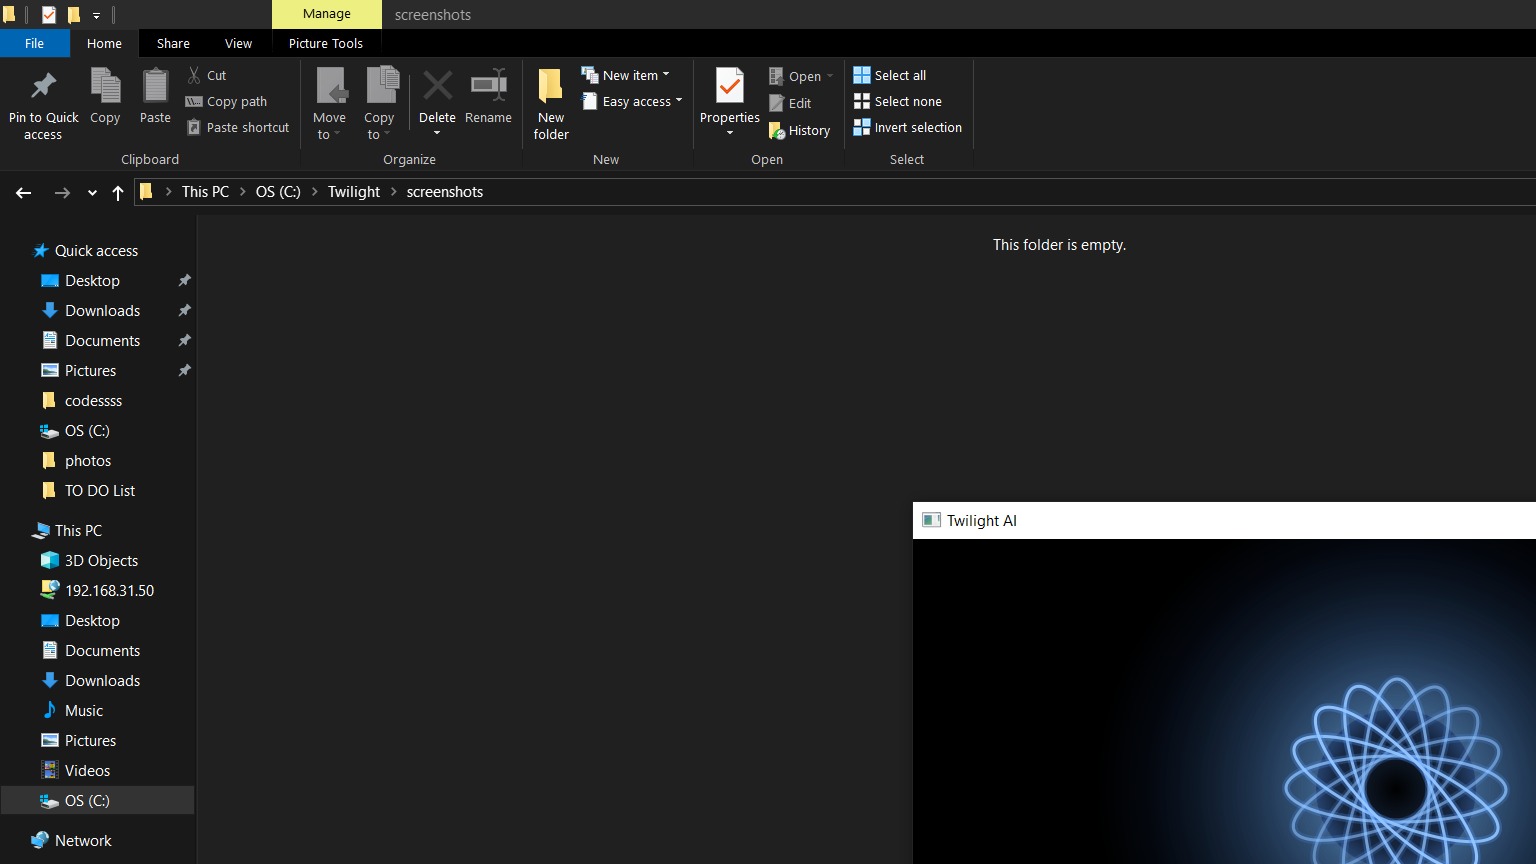 Manage
screenshots
File
Home
Share
View
Picture Tools
Pin to Quick access
Copy
Paste
Cut
Copy path
Paste shortcut
Clipboard
Move to
Copy to
Delete
Rename
Organize
New folder
New item
Easy access
New
Properties
Open
Edit
History
Open
Select all
Select none
Invert selection
Select
This PC > OS (C:) > Twilight > screenshots
This folder is empty.
Quick access
Desktop
Downloads
Documents
Pictures
codessss
OS (C:)
photos
TO DO List
This PC
3D Objects
192.168.31.50
Desktop
Documents
Downloads
Music
Pictures
Videos
OS (C:)
Network
Twilight AI